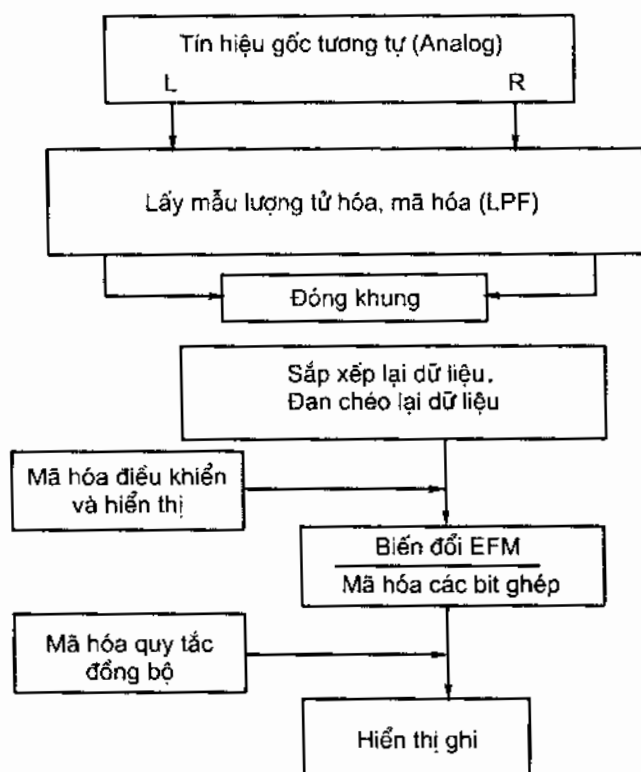 Tín hiệu gốc tương tự (Analog)
L R
Lấy mẫu lượng tử hóa, mã hóa (LPF)
Đóng khung
Sắp xếp lại dữ liệu.
Đan chéo lại dữ liệu
Mã hóa điều khiển
và hiển thị
Biến đổi EFM
Mã hóa các bit ghép
Mã hóa quy tắc
đồng bộ
Hiển thị ghi